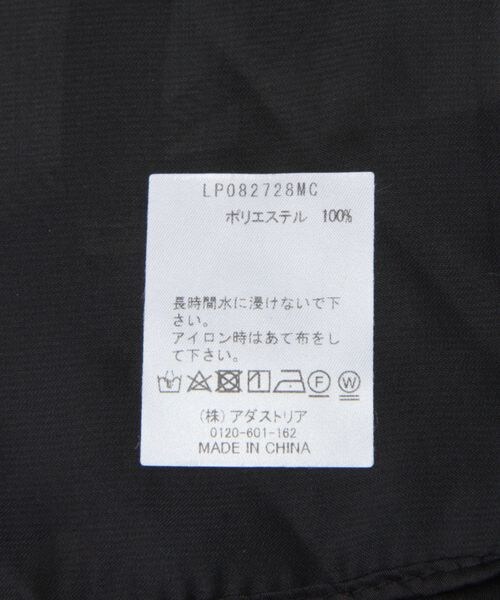 LP082728MC
ポリエステル 100%
長時間水に浸けないで下
さい。
アイロン時はあて布をし
て下さい。
F W
(株) アダストリア
0120-601-162
MADE IN CHINA